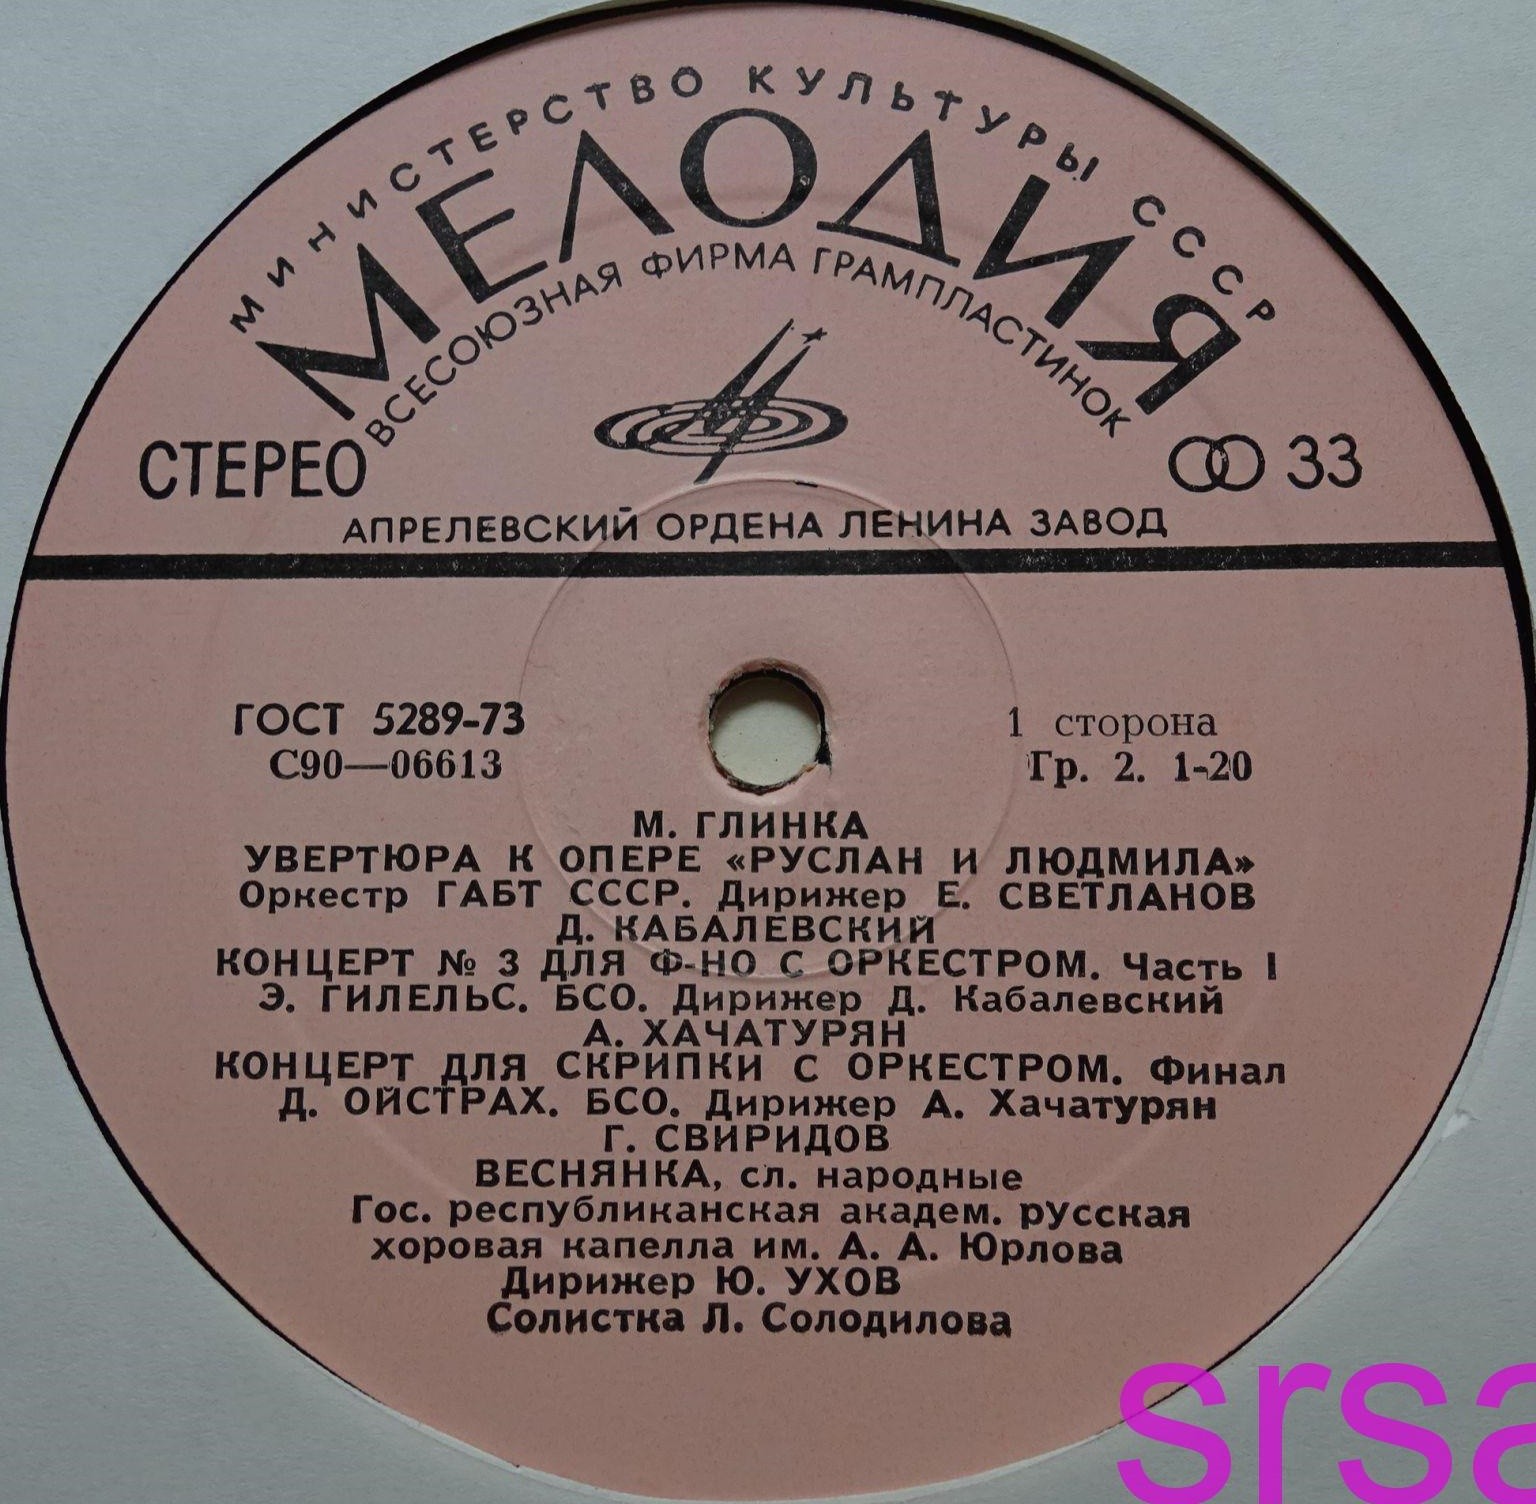 МИНИСТЕРСТВО КУЛЬТУРЫ СССР
МЕЛОДИЯ
ВСЕСОЮЗНАЯ ФИРМА ГРАМПЛАСТИНОК
СТЕРЕО
33
АПРЕЛЕВСКИЙ ОРДЕНА ЛЕНИНА ЗАВОД
ГОСТ 5289-73
С90—06613
1 сторона
Гр. 2. 1-20
М. ГЛИНКА
УВЕРТЮРА К ОПЕРЕ «РУСЛАН И ЛЮДМИЛА»
Оркестр ГАБТ СССР. Дирижер Е. СВЕТЛАНОВ
Д. КАБАЛЕВСКИЙ
КОНЦЕРТ № 3 ДЛЯ Ф-НО С ОРКЕСТРОМ. Часть I
Э. ГИЛЕЛЬС. БСО. Дирижер Д. Кабалевский
А. ХАЧАТУРЯН
КОНЦЕРТ ДЛЯ СКРИПКИ С ОРКЕСТРОМ. Финал
Д. ОЙСТРАХ. БСО. Дирижер А. Хачатурян
Г. СВИРИДОВ
ВЕСНЯНКА, сл. народные
Гос. республиканская академ. русская
хоровая капелла им. А. А. Юрлова
Дирижер Ю. УХОВ
Солистка Л. Солодилова
srsa